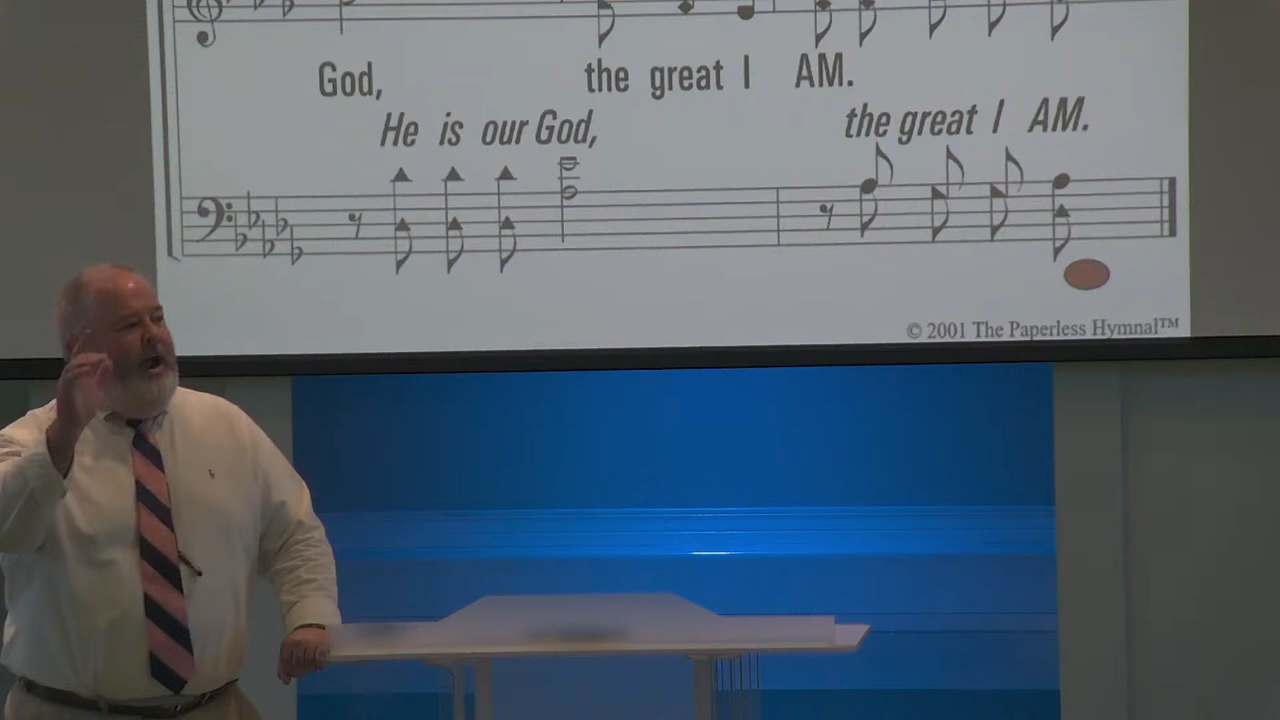 God, the great I AM.
He is our God, the great I AM.
© 2001 The Paperless Hymnal™